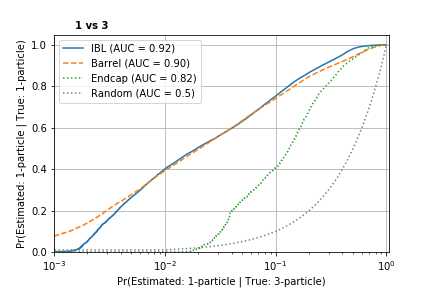 1 vs 3
IBL (AUC = 0.92)
Barrel (AUC = 0.90)
Endcap (AUC = 0.82)
Random (AUC = 0.5)
Pr(Estimated: 1-particle | True: 1-particle)
1.0
0.8
0.6
0.4
0.2
0.0
10⁻³
10⁻²
10⁻¹
10⁰
Pr(Estimated: 1-particle | True: 3-particle)